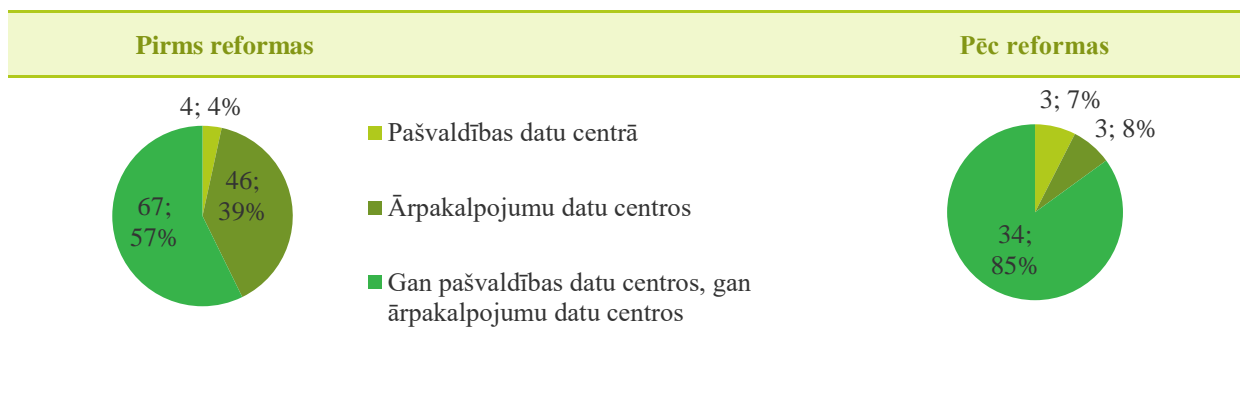 Pirms reformas
Pēc reformas
4; 4%
46;
39%
67;
57%
Pašvaldības datu centrā
Ārpakalpojumu datu centros
Gan pašvaldības datu centros, gan
ārpakalpojumu datu centros
3; 7%
3; 8%
34;
85%